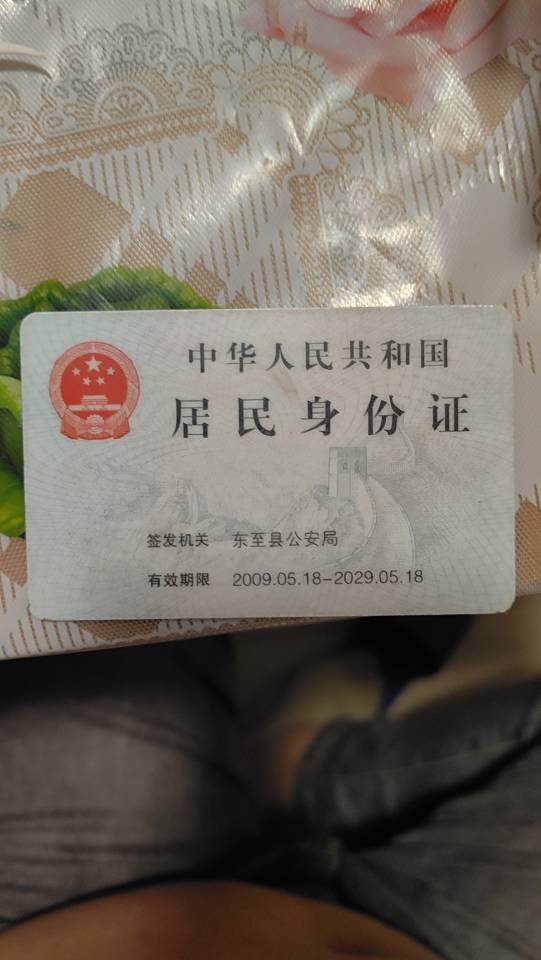 中华人民共和国
居民身份证
签发机关 东至县公安局
有效期限 2009.05.18-2029.05.18